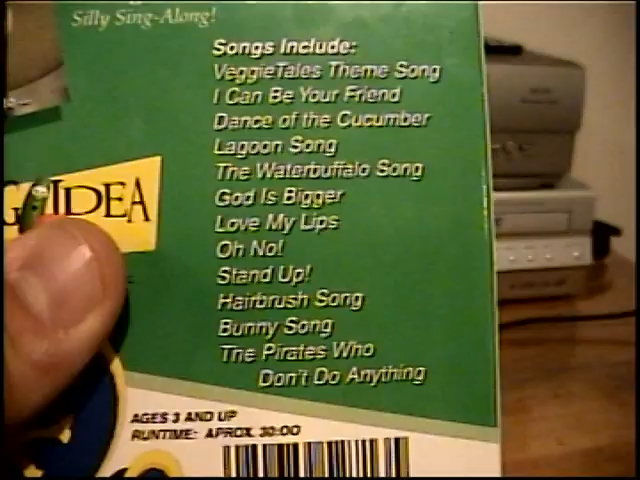 Silly Sing-Along!
Songs Include:
VeggieTales Theme Song
I Can Be Your Friend
Dance of the Cucumber
Lagoon Song
The Waterbuffalo Song
God Is Bigger
Love My Lips
Oh No!
Stand Up!
Hairbrush Song
Bunny Song
The Pirates Who
Don't Do Anything
G IDEA
AGES 3 AND UP
RUNTIME: APROX. 30:00